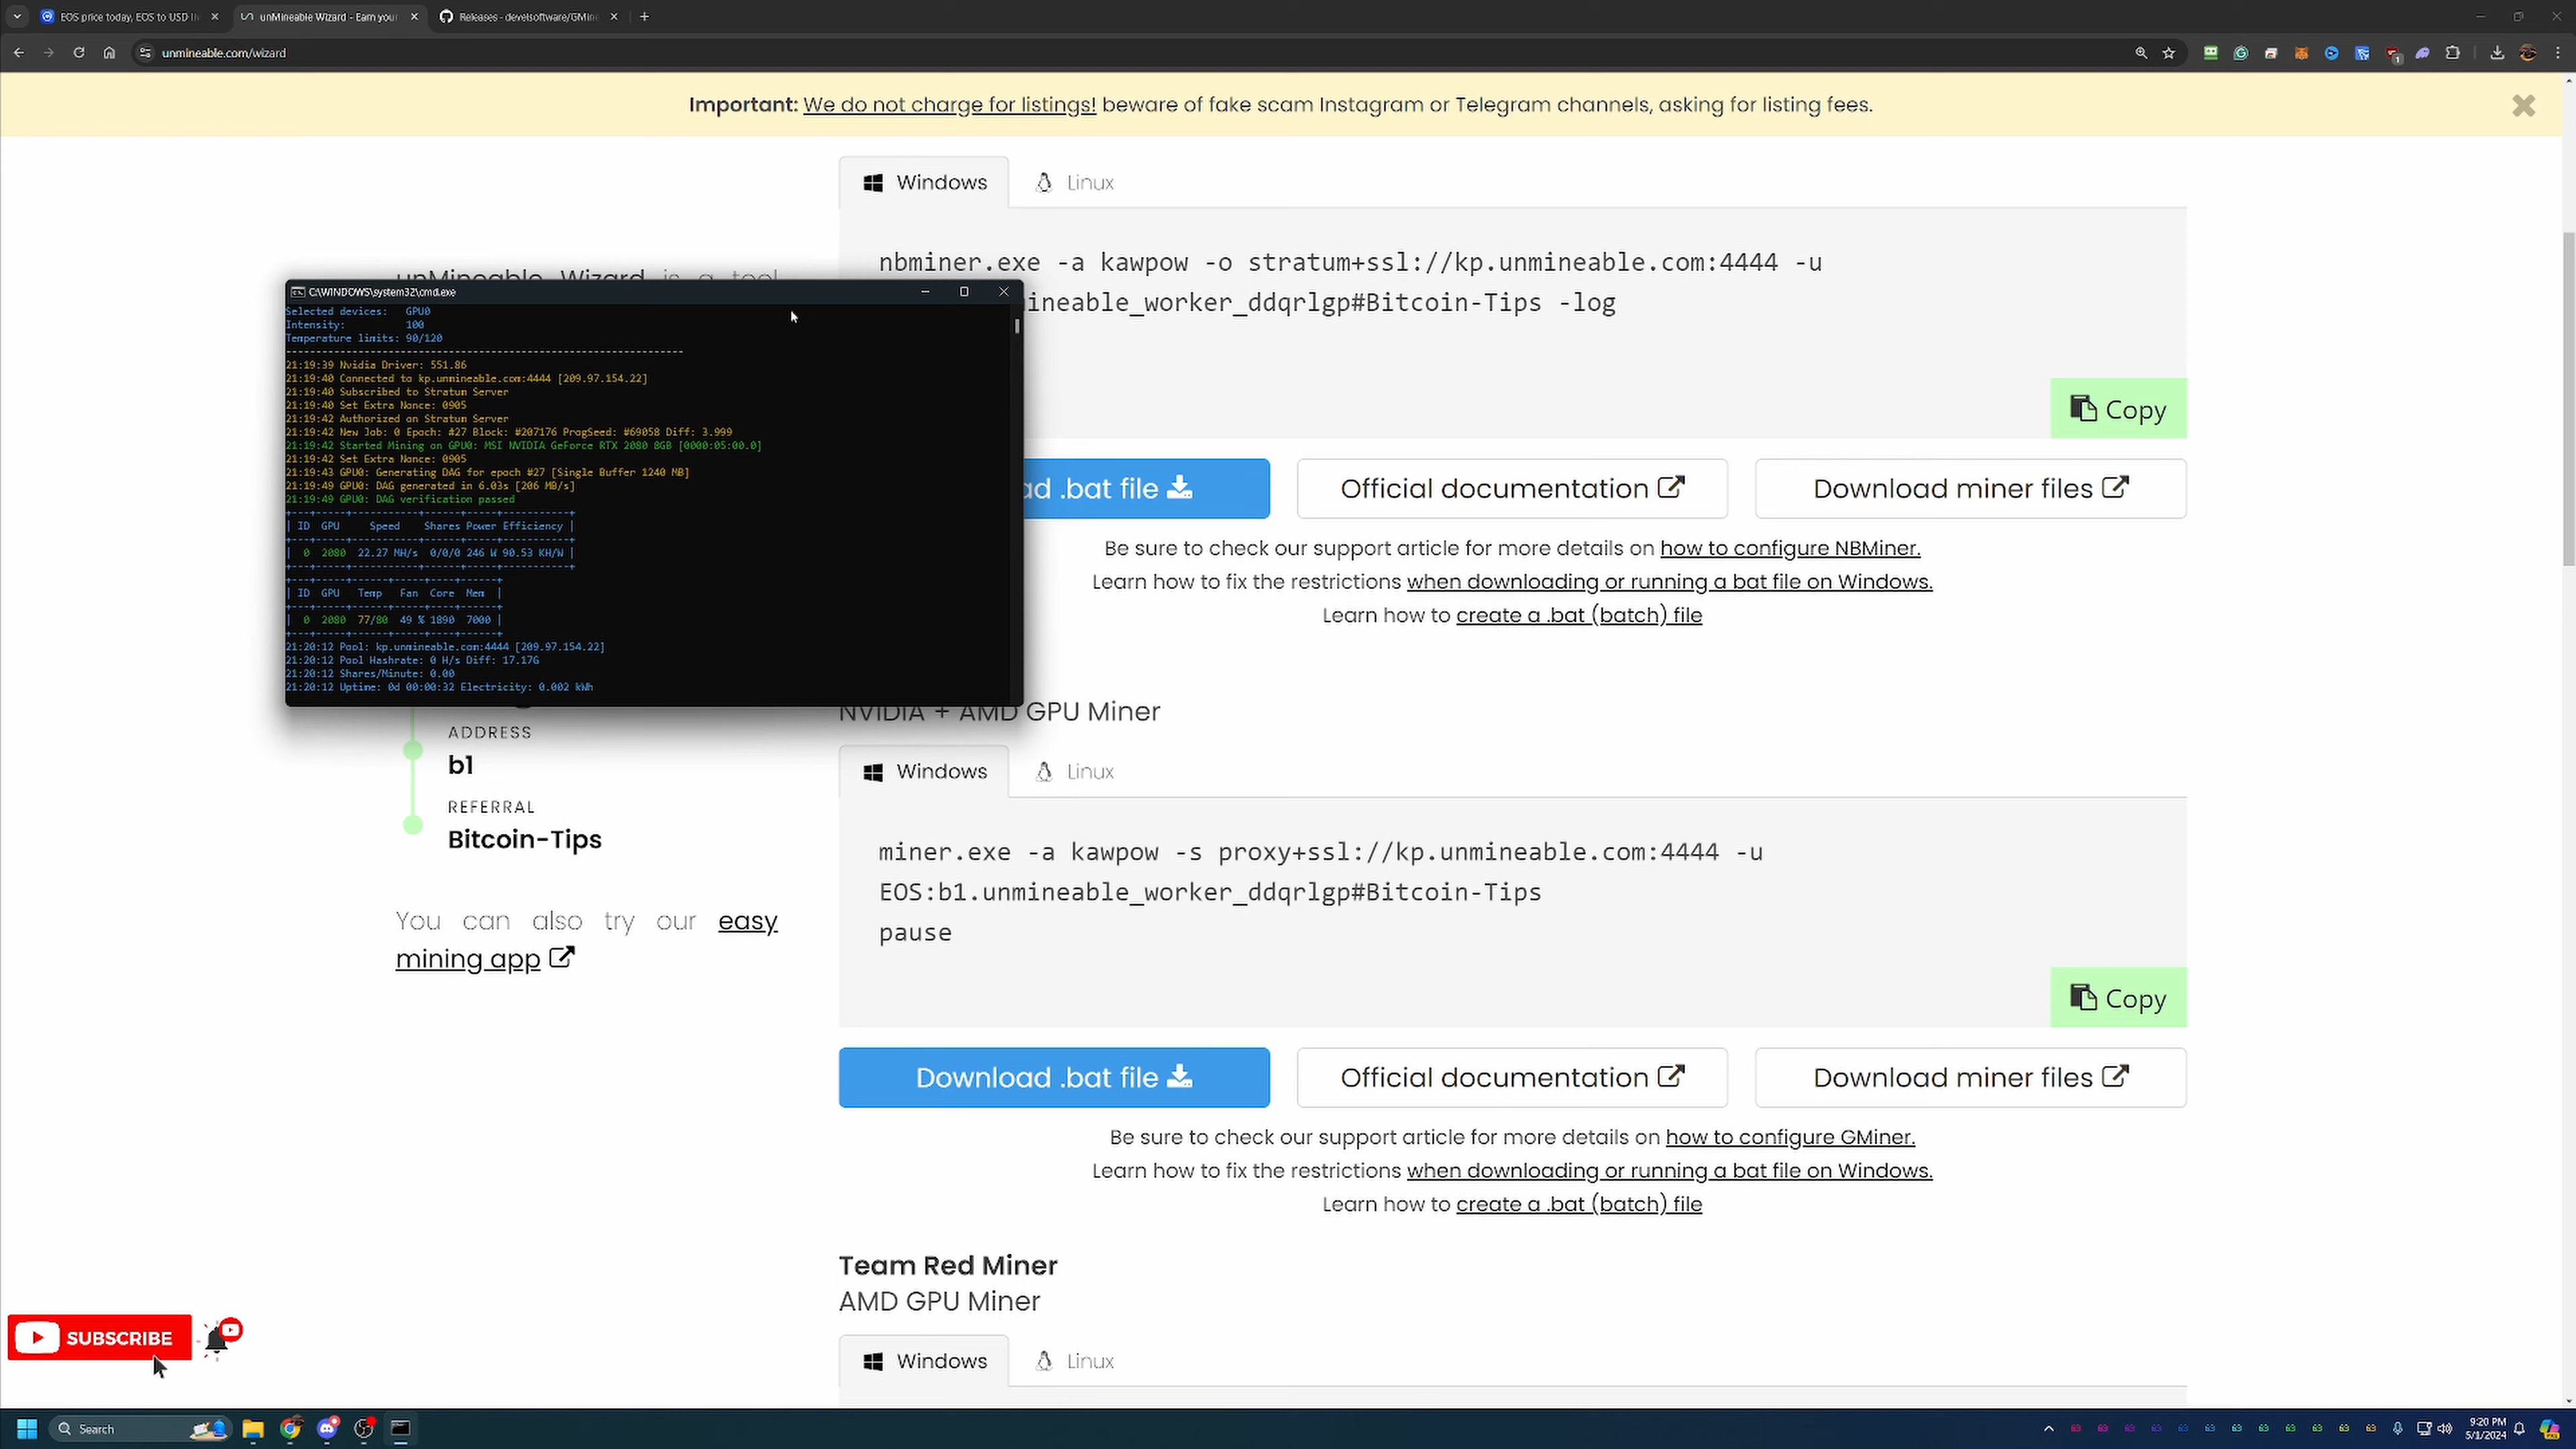 EOS price today, EOS to USD li
unMineable Wizard - Earn your
Releases · develsoftware/GMin
unmineable.com/wizard
Important: We do not charge for listings! beware of fake scam Instagram or Telegram channels, asking for listing fees.
Windows
Linux
nbminer.exe -a kawpow -o stratum+ssl://kp.unmineable.com:4444 -u
ineable_worker_ddqrlgp#Bitcoin-Tips -log
Copy
unMineable Wizard is a tool
C:\WINDOWS\system32\cmd.exe
Selected devices: GPU0
Intensity: 100
Temperature limits: 90/120
21:19:39 Nvidia Driver: 551.86
21:19:40 Connected to kp.unmineable.com:4444 [209.97.154.22]
21:19:40 Subscribed to Stratum Server
21:19:40 Set Extra Nonce: 0905
21:19:42 Authorized on Stratum Server
21:19:42 New Job: 0 Epoch: #27 Block: #207176 ProgSeed: #69058 Diff: 3.999
21:19:42 Started Mining on GPU0: MSI NVIDIA GeForce RTX 2080 8GB [0000:05:00.0]
21:19:42 Set Extra Nonce: 0905
21:19:43 GPU0: Generating DAG for epoch #27 [Single Buffer 1240 MB]
21:19:49 GPU0: DAG generated in 6.03s [206 MB/s]
21:19:49 GPU0: DAG verification passed
| ID GPU Speed Shares Power Efficiency |
| 0 2080 22.27 MH/s 0/0/0 246 W 90.53 KH/W |
| ID GPU Temp Fan Core Mem |
| 0 2080 77/80 49 % 1890 7000 |
21:20:12 Pool: kp.unmineable.com:4444 [209.97.154.22]
21:20:12 Pool Hashrate: 0 H/s Diff: 17.17G
21:20:12 Shares/Minute: 0.00
21:20:12 Uptime: 0d 00:00:32 Electricity: 0.002 kWh
ad .bat file
Official documentation
Download miner files
Be sure to check our support article for more details on how to configure NBMiner.
Learn how to fix the restrictions when downloading or running a bat file on Windows.
Learn how to create a .bat (batch) file
NVIDIA + AMD GPU Miner
ADDRESS
b1
REFERRAL
Bitcoin-Tips
You can also try our easy
mining app
Windows
Linux
miner.exe -a kawpow -s proxy+ssl://kp.unmineable.com:4444 -u
EOS:b1.unmineable_worker_ddqrlgp#Bitcoin-Tips
pause
Copy
Download .bat file
Official documentation
Download miner files
Be sure to check our support article for more details on how to configure GMiner.
Learn how to fix the restrictions when downloading or running a bat file on Windows.
Learn how to create a .bat (batch) file
Team Red Miner
AMD GPU Miner
Windows
Linux
SUBSCRIBE
Search
9:20 PM
5/1/2024